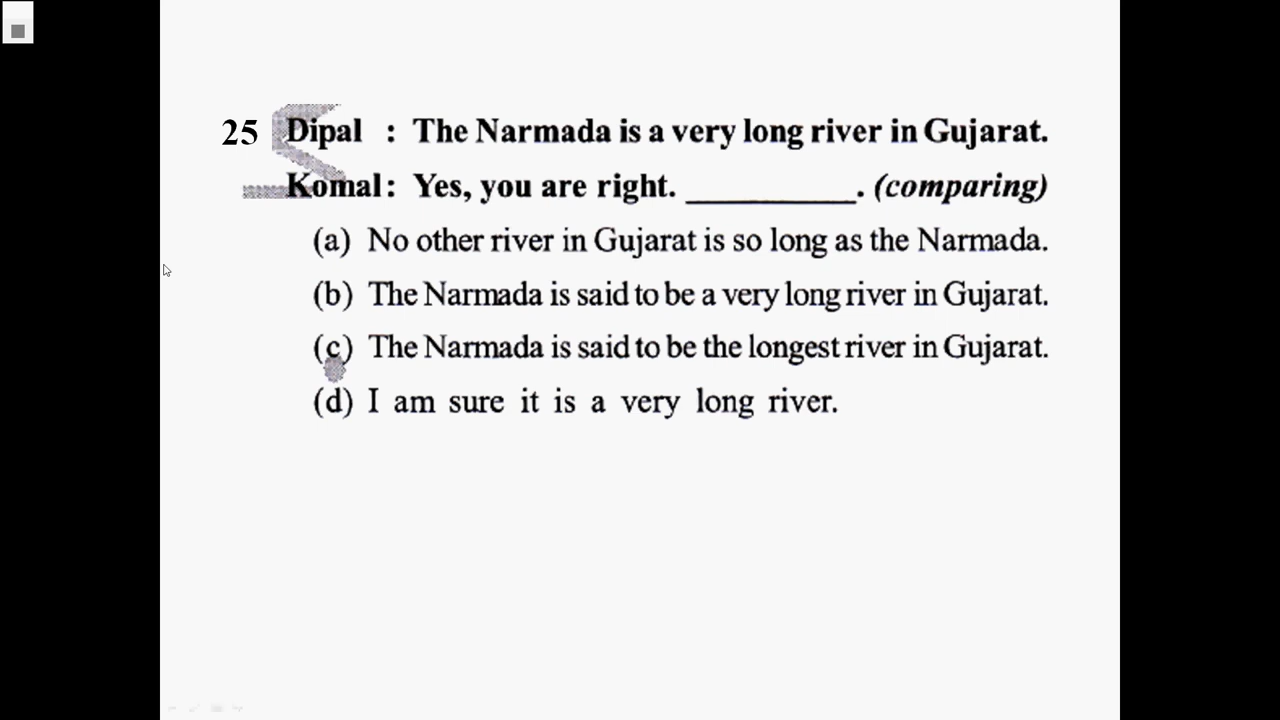 25 Dipal : The Narmada is a very long river in Gujarat.
Komal : Yes, you are right. __________. (comparing)
(a) No other river in Gujarat is so long as the Narmada.
(b) The Narmada is said to be a very long river in Gujarat.
(c) The Narmada is said to be the longest river in Gujarat.
(d) I am sure it is a very long river.